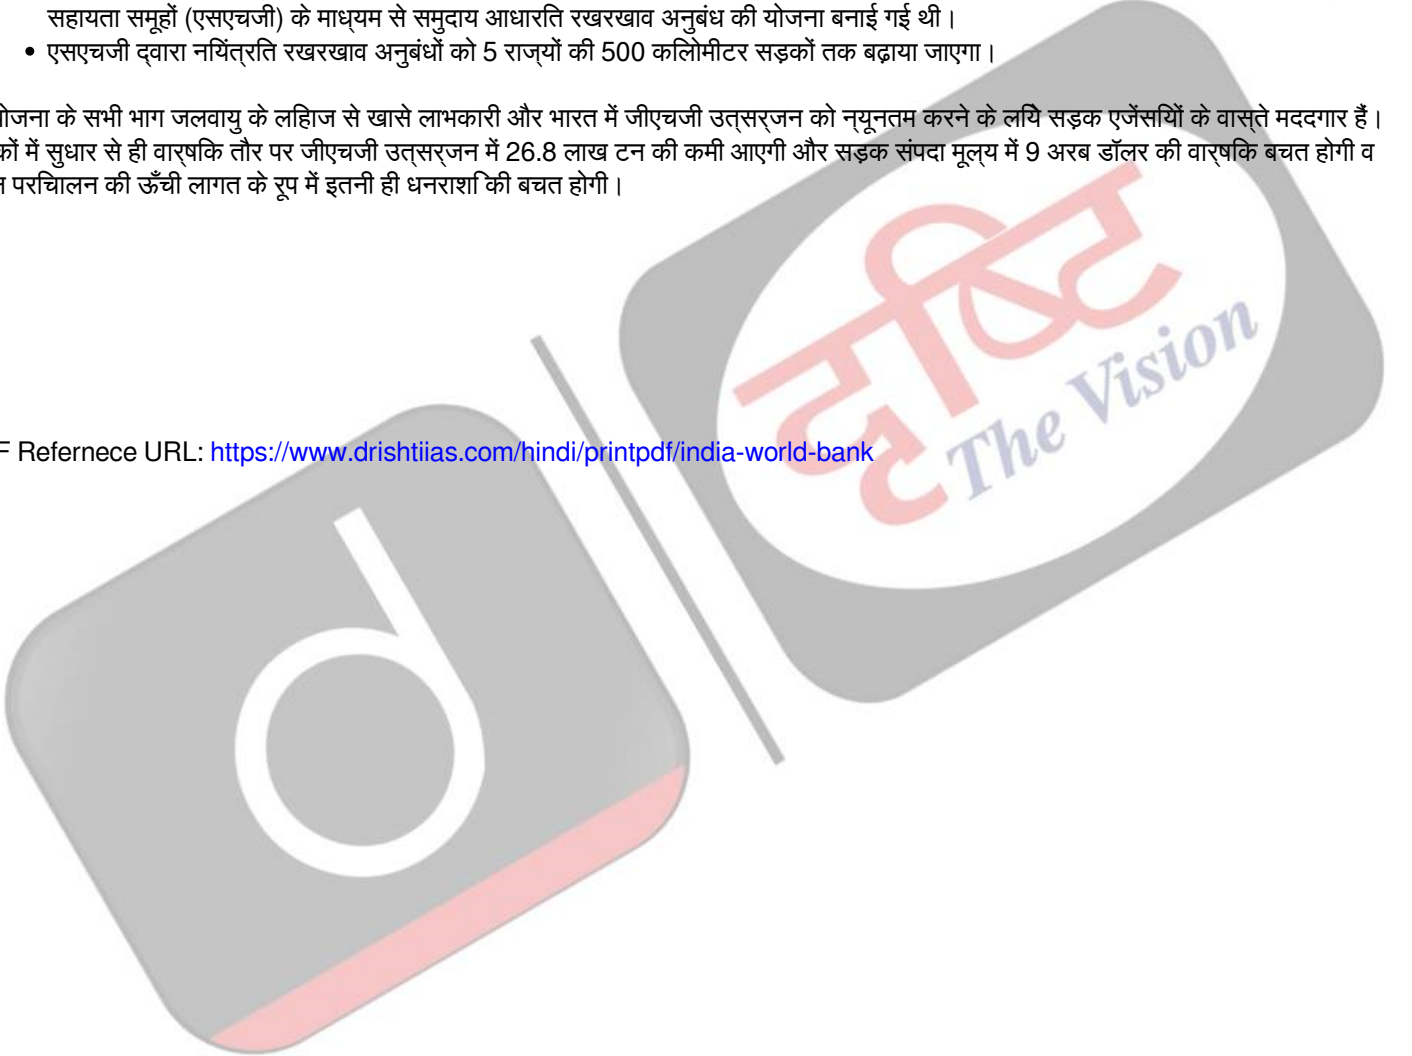 सहायता समूहों (एसएचजी) के माध्यम से समुदाय आधारित रखरखाव अनुबंध की योजना बनाई गई थी।
• एसएचजी द्वारा नियंत्रित रखरखाव अनुबंधों को 5 राज्यों की 500 किलोमीटर सड़कों तक बढ़ाया जाएगा।
योजना के सभी भाग जलवायु के लिहाज से खासे लाभकारी और भारत में जीएचजी उत्सर्जन को न्यूनतम करने के लिये सड़क एजेंसियों के वास्ते मददगार हैं।
कों में सुधार से ही वार्षिक तौर पर जीएचजी उत्सर्जन में 26.8 लाख टन की कमी आएगी और सड़क संपदा मूल्य में 9 अरब डॉलर की वार्षिक बचत होगी व
परिचालन की ऊँची लागत के रूप में इतनी ही धनराशि की बचत होगी।
F Refernece URL: https://www.drishtiias.com/hindi/printpdf/india-world-bank
दृष्टि
The Vision
d